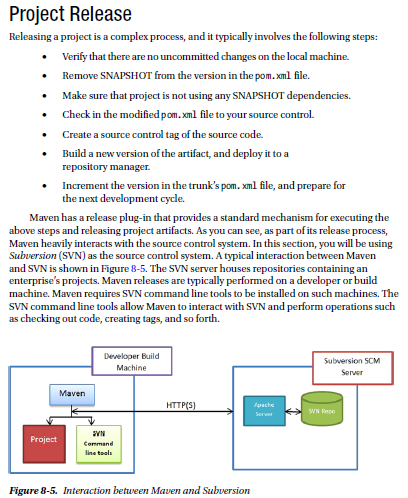 Project Release
Releasing a project is a complex process, and it typically involves the following steps:
• Verify that there are no uncommitted changes on the local machine.
• Remove SNAPSHOT from the version in the pom.xml file.
• Make sure that project is not using any SNAPSHOT dependencies.
• Check in the modified pom.xml file to your source control.
• Create a source control tag of the source code.
• Build a new version of the artifact, and deploy it to a
repository manager.
• Increment the version in the trunk's pom.xml file, and prepare for
the next development cycle.
Maven has a release plug-in that provides a standard mechanism for executing the
above steps and releasing project artifacts. As you can see, as part of its release process,
Maven heavily interacts with the source control system. In this section, you will be using
Subversion (SVN) as the source control system. A typical interaction between Maven
and SVN is shown in Figure 8-5. The SVN server houses repositories containing an
enterprise's projects. Maven releases are typically performed on a developer or build
machine. Maven requires SVN command line tools to be installed on such machines. The
SVN command line tools allow Maven to interact with SVN and perform operations such
as checking out code, creating tags, and so forth.
Developer Build
Machine
Subversion SCM
Server
Maven
HTTP(S)
Apache
Server
SVN Repo
Project
SVN
Command
line tools
Figure 8-5. Interaction between Maven and Subversion